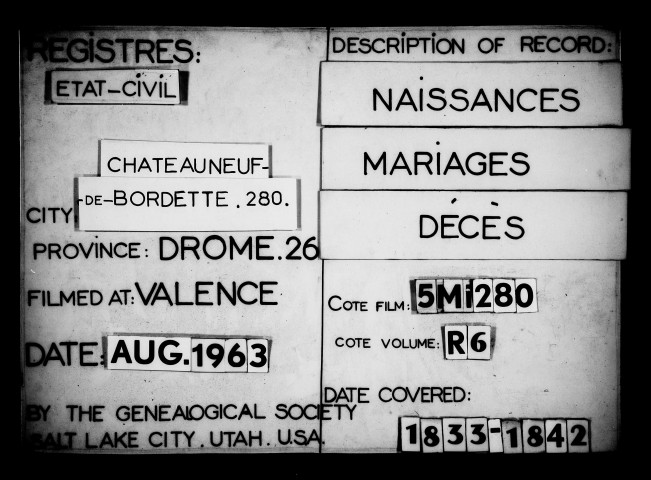 REGISTRES:
ETAT-CIVIL
CHATEAUNEUF-
CITY -DE-BORDETTE. 280.
PROVINCE: DROME.26
FILMED AT: VALENCE
DATE: AUG. 1963
BY THE GENEALOGICAL SOCIETY
SALT LAKE CITY. UTAH. U.S.A.
DESCRIPTION OF RECORD:
NAISSANCES
MARIAGES
DÉCÈS
COTE FILM: 5Mi280
COTE VOLUME: R6
DATE COVERED:
1833-1842